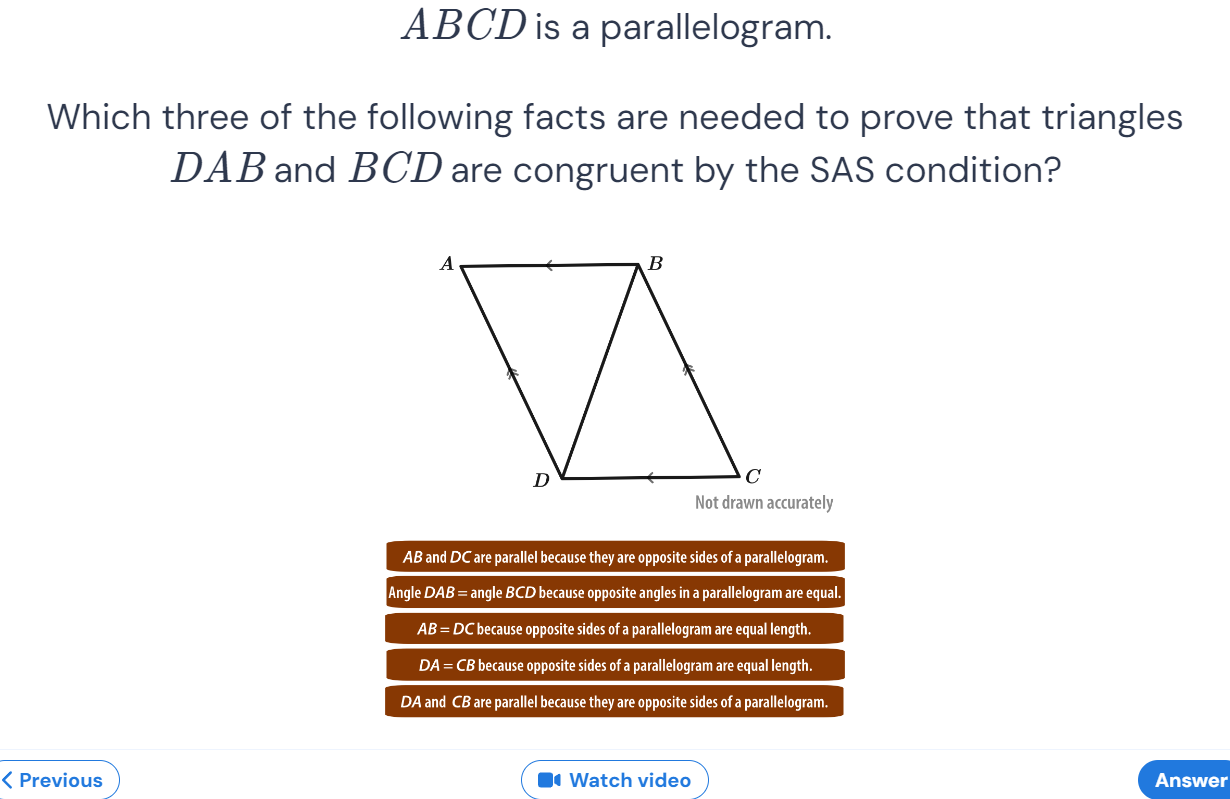 ABCD is a parallelogram.
Which three of the following facts are needed to prove that triangles
DAB and BCD are congruent by the SAS condition?
A
B
D
C
Not drawn accurately
AB and DC are parallel because they are opposite sides of a parallelogram.
Angle DAB = angle BCD because opposite angles in a parallelogram are equal.
AB = DC because opposite sides of a parallelogram are equal length.
DA = CB because opposite sides of a parallelogram are equal length.
DA and CB are parallel because they are opposite sides of a parallelogram.
Previous
Watch video
Answer